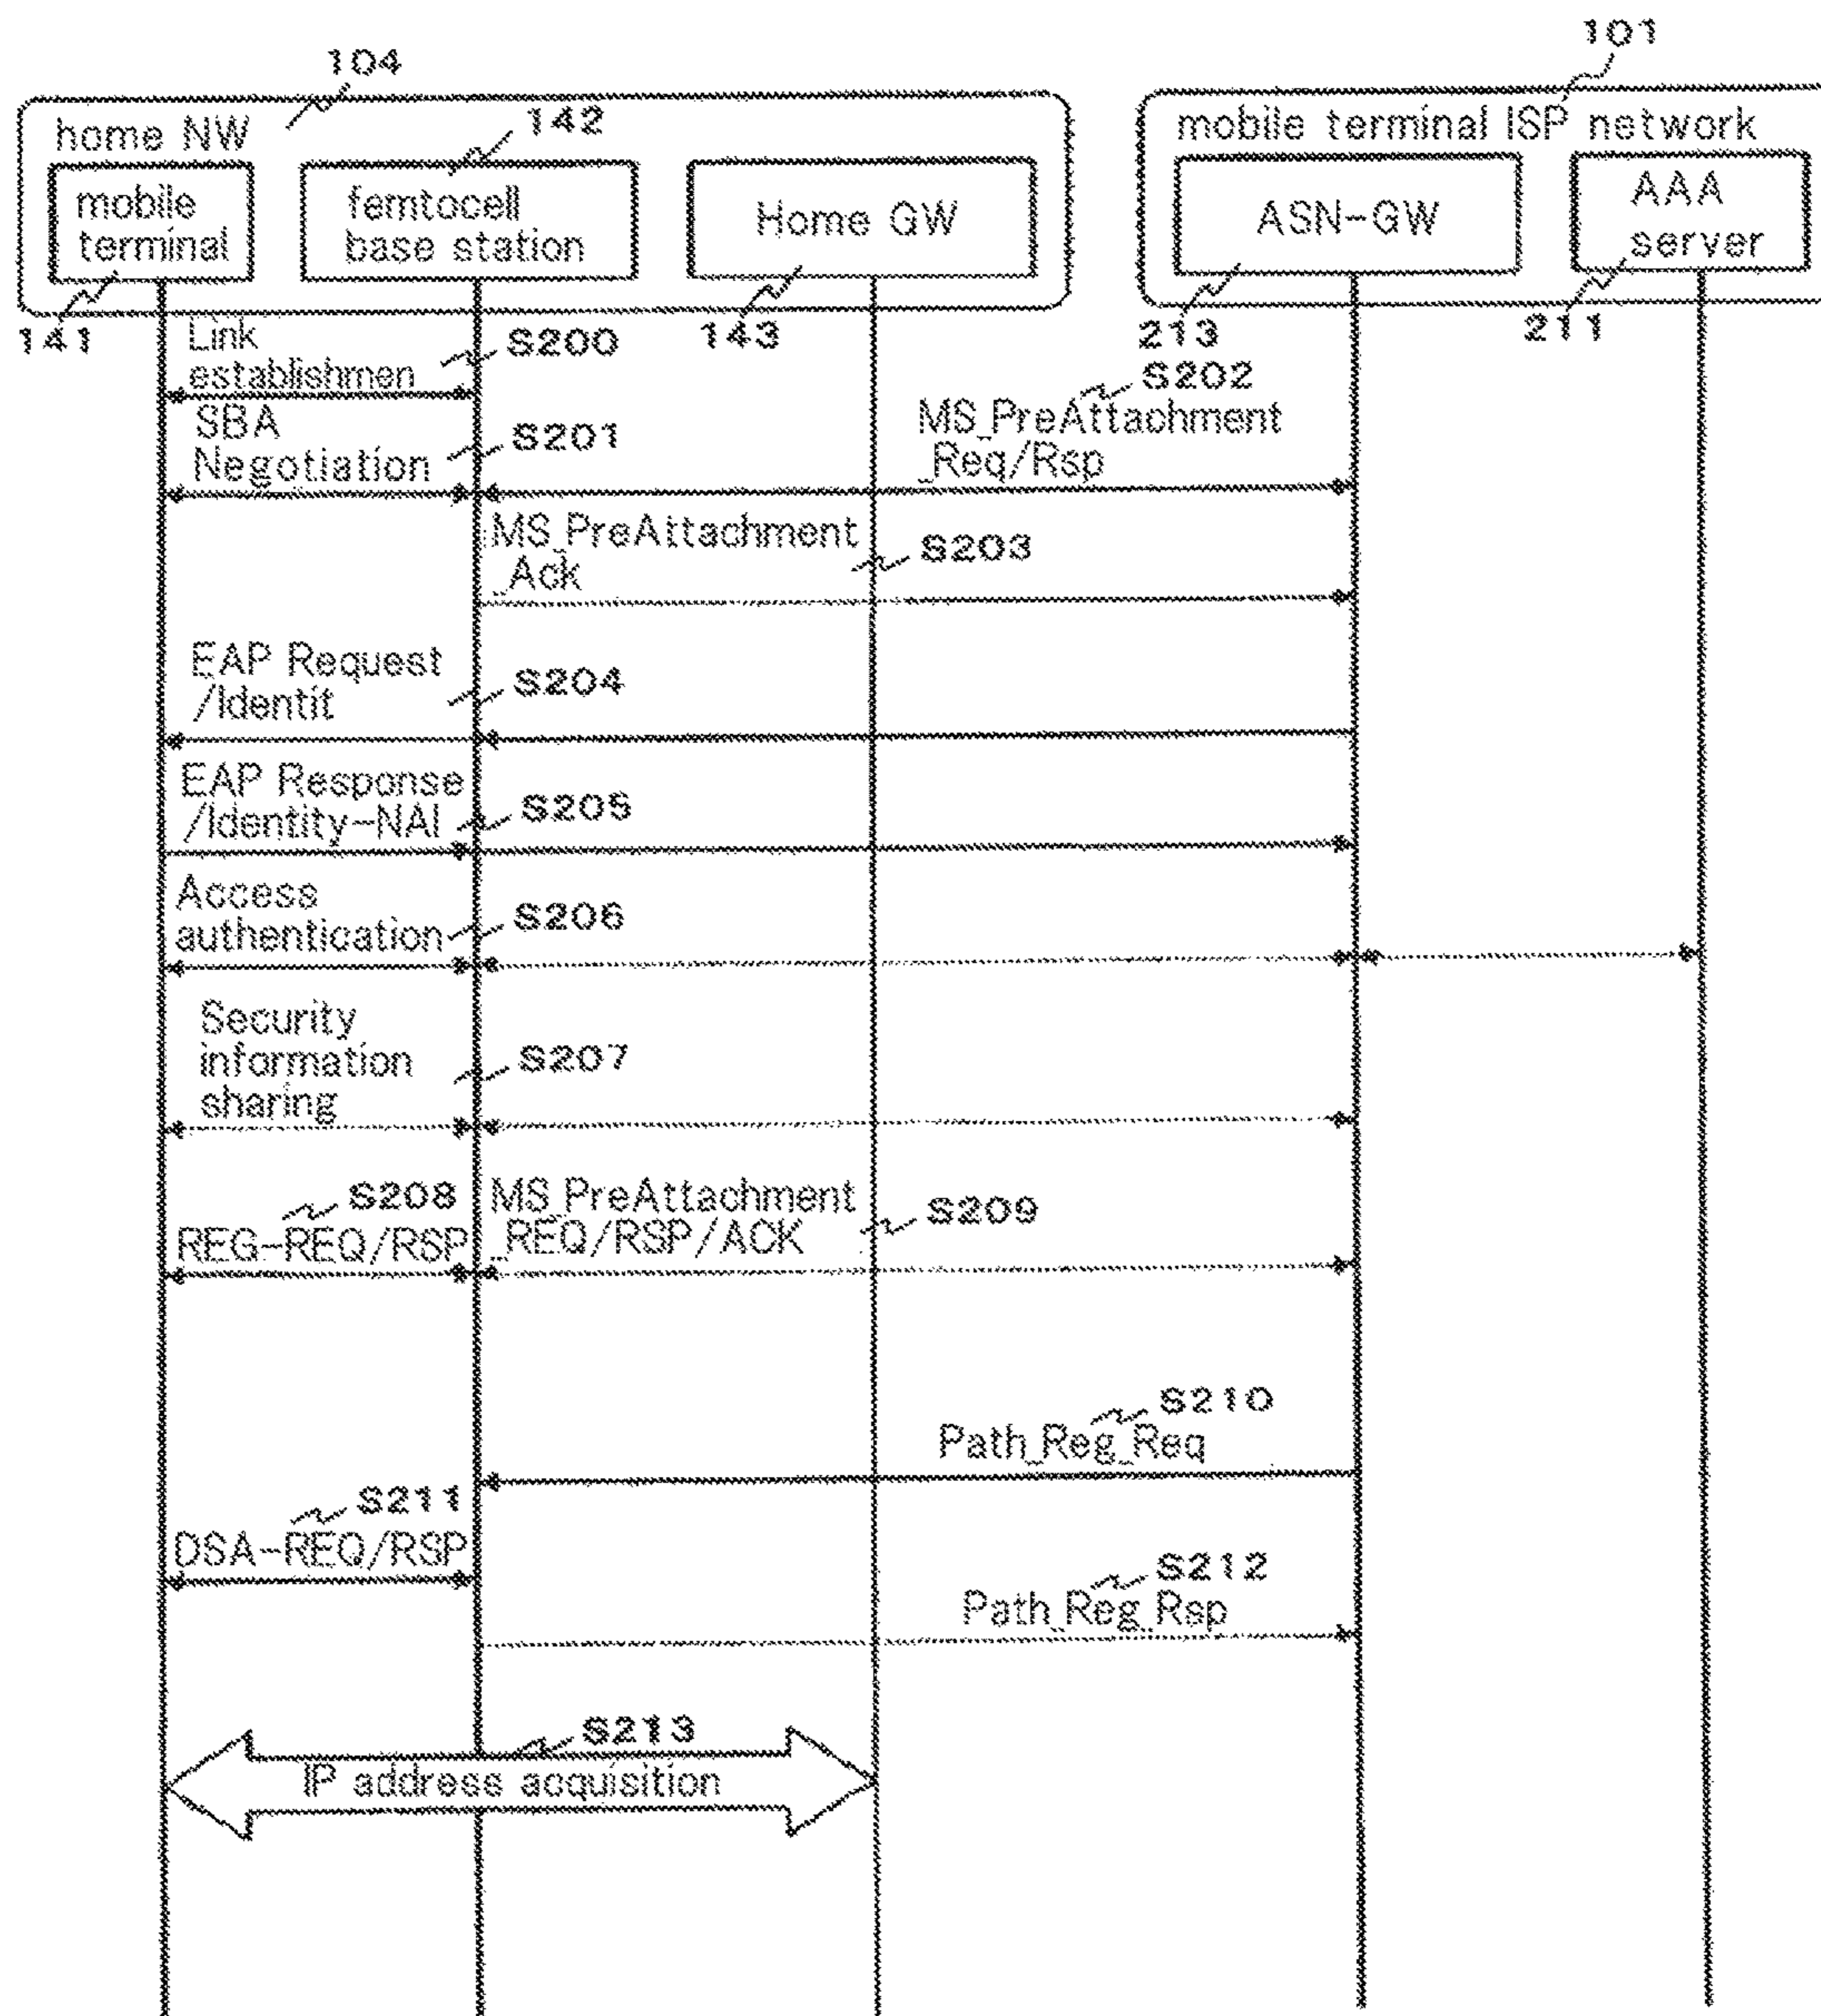 104
101
home NW
142
mobile terminal ISP network
mobile
terminal
femtocell
base station
Home GW
ASN-GW
AAA
server
141
143
213
211
Link
establishmen
S200
S202
SBA
Negotiation
S201
MS_PreAttachment
_Req/Rsp
MS_PreAttachment
_Ack
S203
EAP Request
/Identit
S204
EAP Response
/Identity-NAI
S205
Access
authentication
S206
Security
information
sharing
S207
S208
REG-REQ/RSP
MS_PreAttachment
_REQ/RSP/ACK
S209
S210
Path_Reg_Req
S211
DSA-REQ/RSP
S212
Path_Reg_Rsp
S213
IP address acquisition